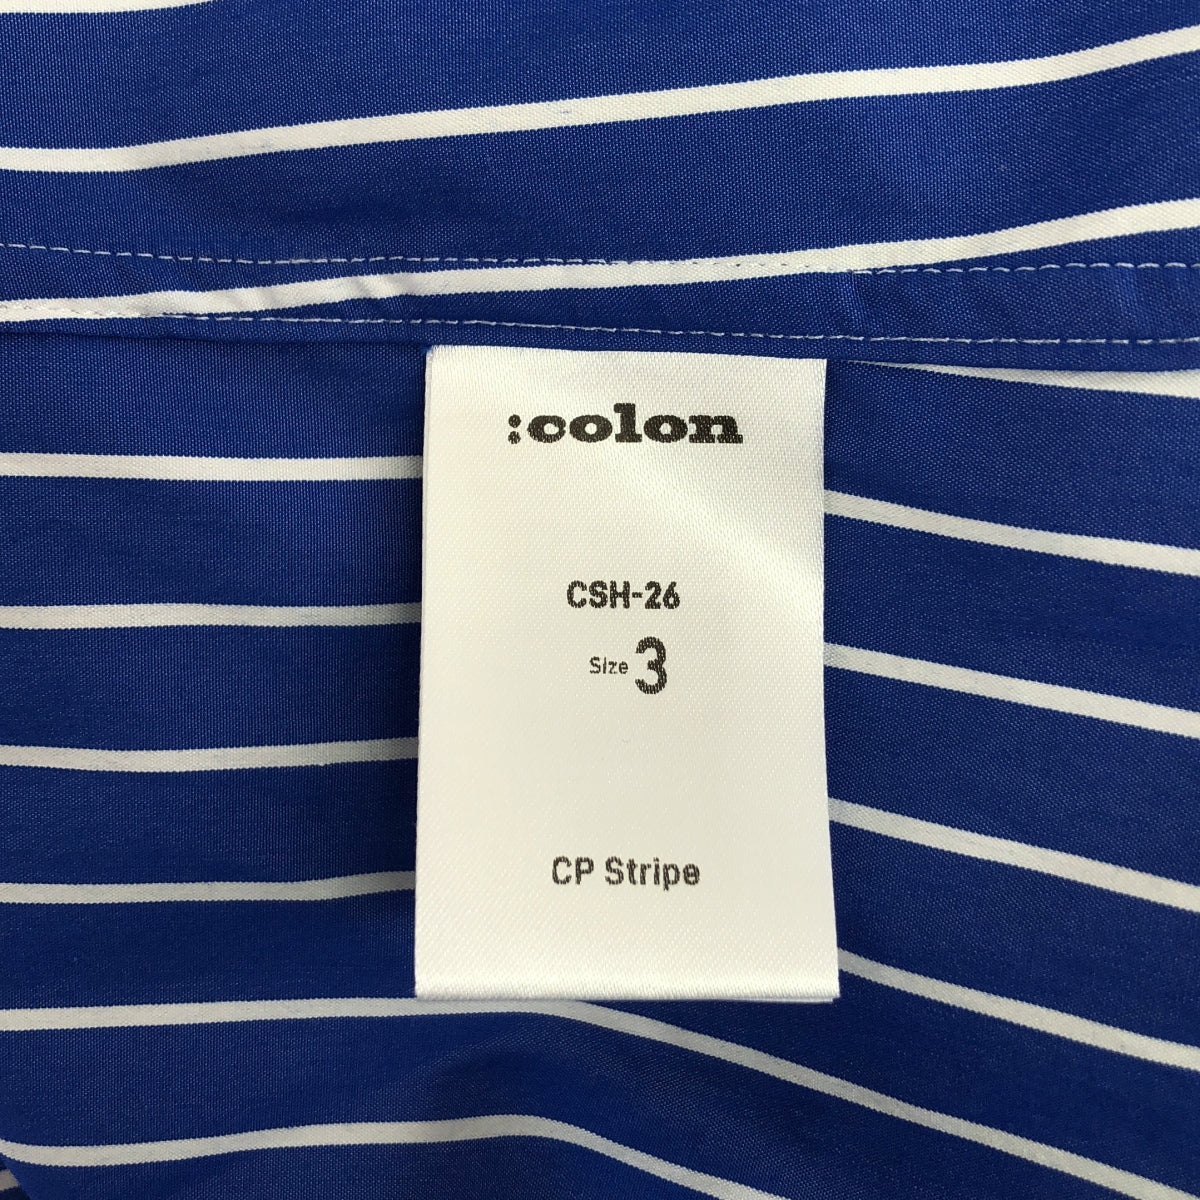 :colon
CSH-26
Size 3
CP Stripe